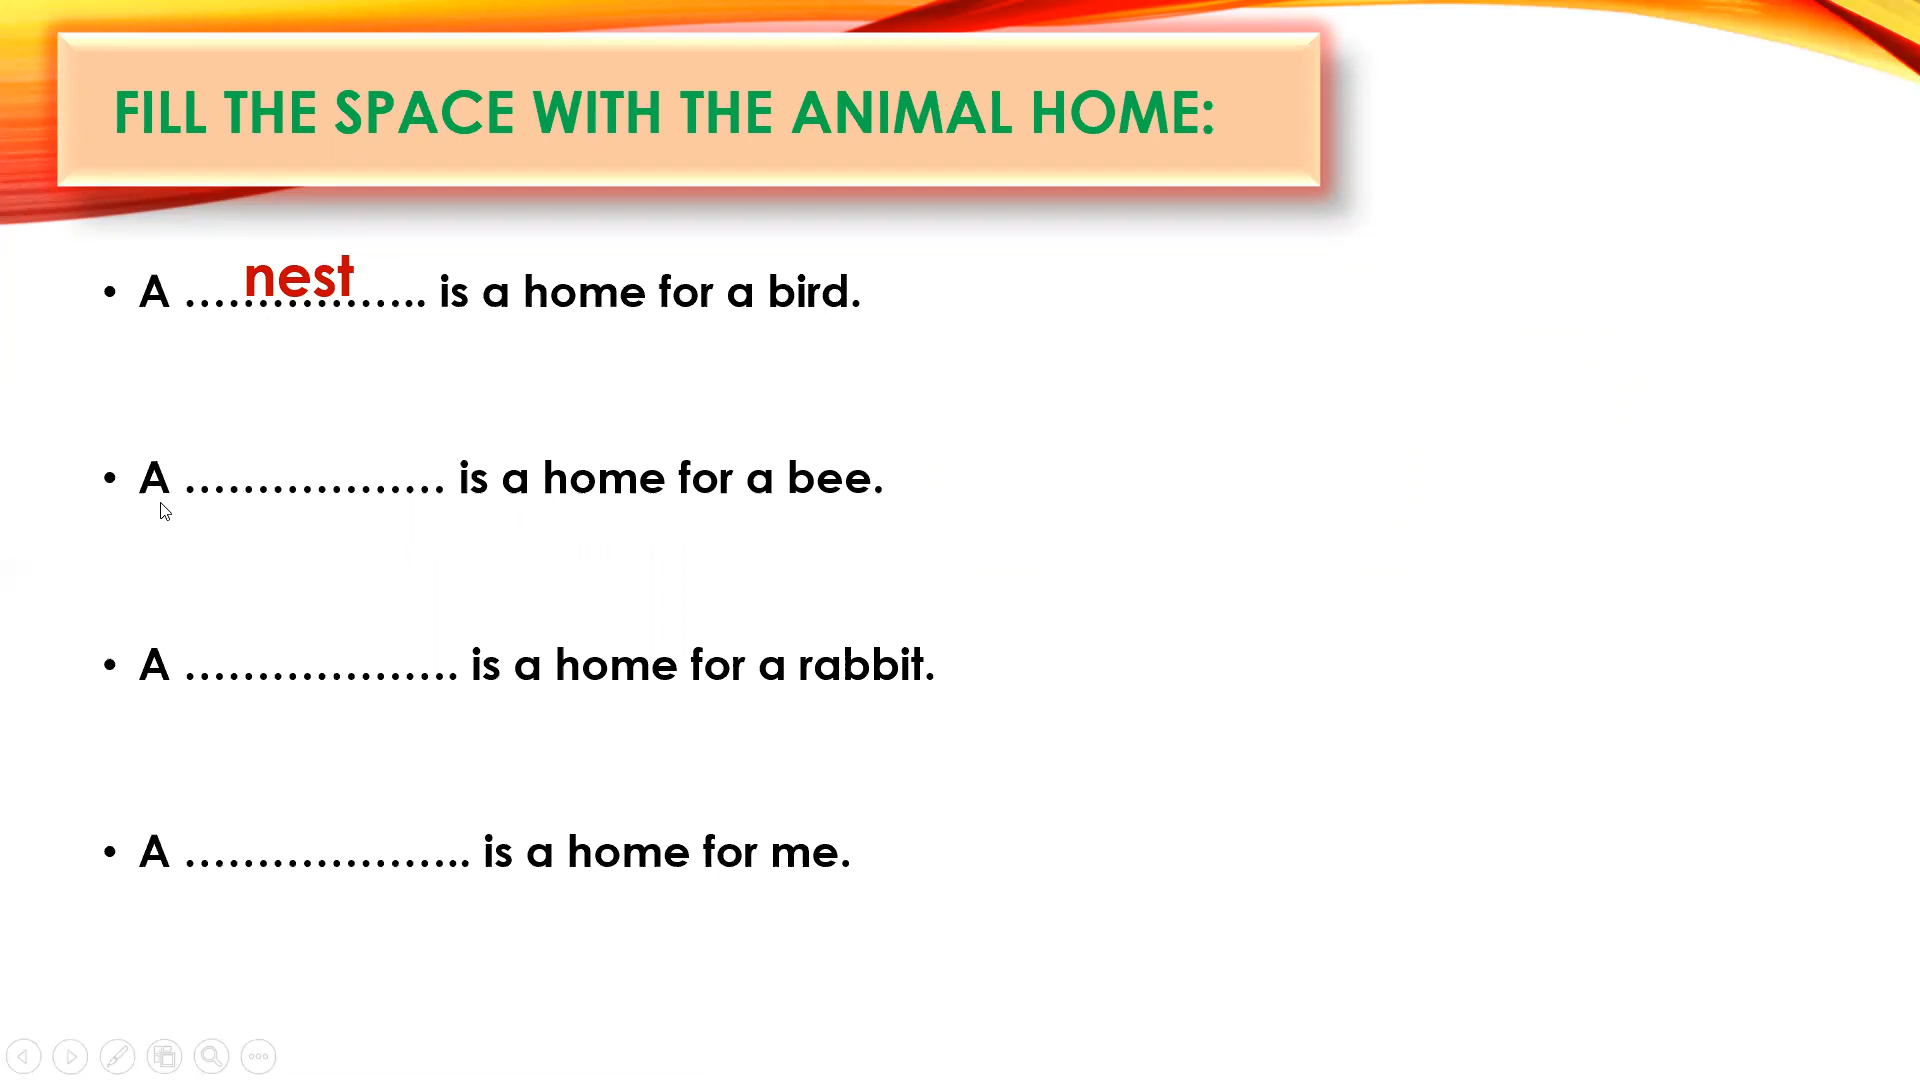 FILL THE SPACE WITH THE ANIMAL HOME:
• A ....nest.... is a home for a bird.
• A .................. is a home for a bee.
• A ................... is a home for a rabbit.
• A .................... is a home for me.